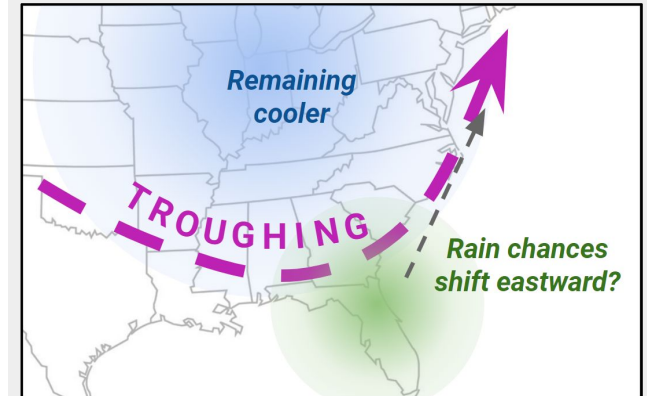 Remaining
cooler
TROUGHING
Rain chances
shift eastward?